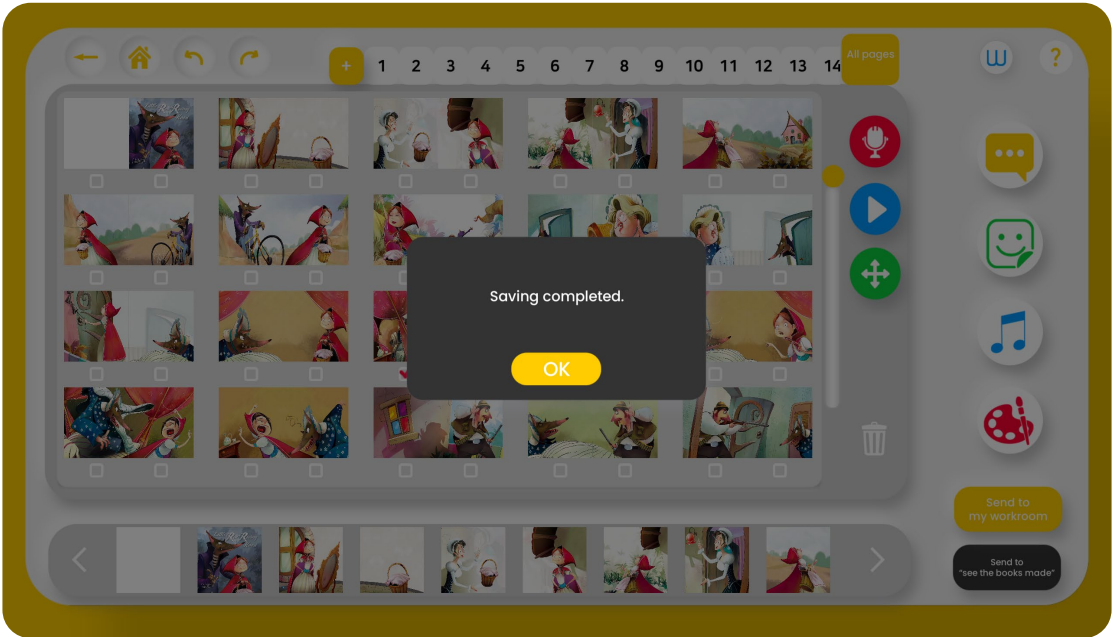 + 1 2 3 4 5 6 7 8 9 10 11 12 13 14
All pages
?
Saving completed.
OK
Send to
my workroom
Send to
"see the books made"